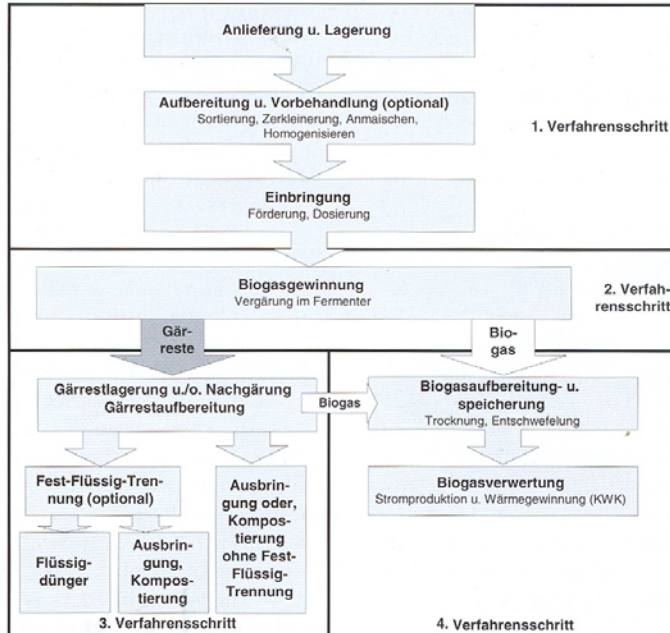 Anlieferung u. Lagerung
Aufbereitung u. Vorbehandlung (optional)
Sortierung, Zerkleinerung, Anmaischen,
Homogenisieren
1. Verfahrensschritt
Einbringung
Förderung, Dosierung
Biogasgewinnung
Vergärung im Fermenter
2. Verfah-
rensschritt
Gär-
reste
Bio-
gas
Gärrestlagerung u./o. Nachgärung
Gärrestaufbereitung
Biogas
Biogasaufbereitung- u.
speicherung
Trocknung, Entschwefelung
Fest-Flüssig-Tren-
nung (optional)
Ausbrin-
gung oder,
Kompos-
tierung
ohne Fest-
Flüssig-
Trennung
Biogasverwertung
Stromproduktion u. Wärmegewinnung (KWK)
Flüssig-
dünger
Ausbrin-
gung,
Kompos-
tierung
3. Verfahrensschritt
4. Verfahrensschritt